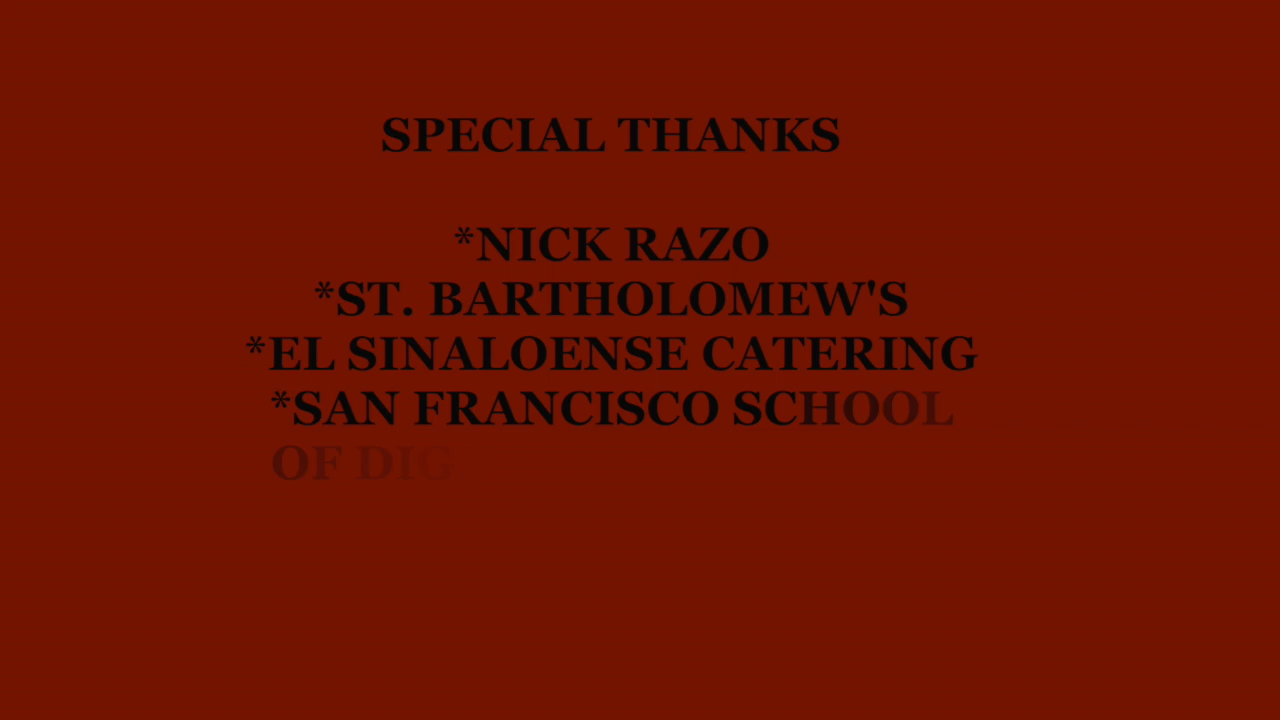 SPECIAL THANKS
*NICK RAZO
*ST. BARTHOLOMEW'S
*EL SINALOENSE CATERING
*SAN FRANCISCO SCHOOL
OF DIG